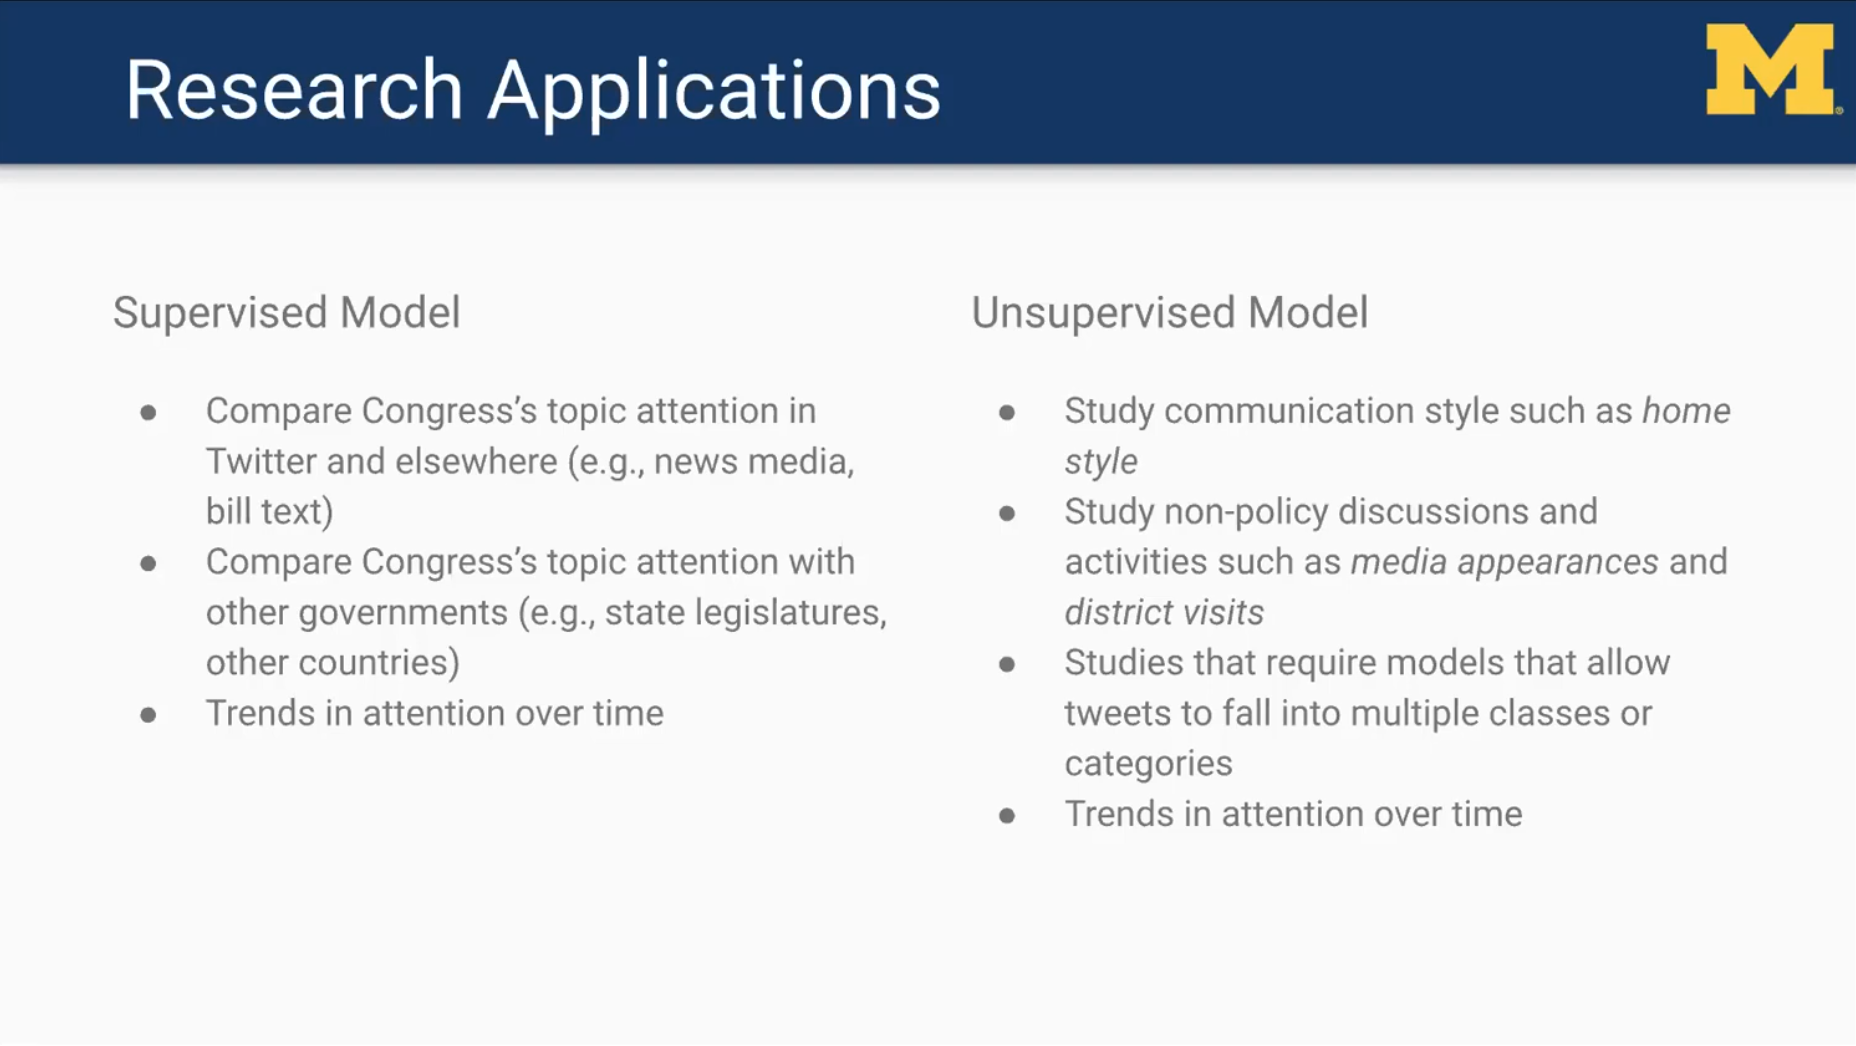 Research Applications
M
Supervised Model
● Compare Congress’s topic attention in
Twitter and elsewhere (e.g., news media,
bill text)
● Compare Congress’s topic attention with
other governments (e.g., state legislatures,
other countries)
● Trends in attention over time
Unsupervised Model
● Study communication style such as home
style
● Study non-policy discussions and
activities such as media appearances and
district visits
● Studies that require models that allow
tweets to fall into multiple classes or
categories
● Trends in attention over time